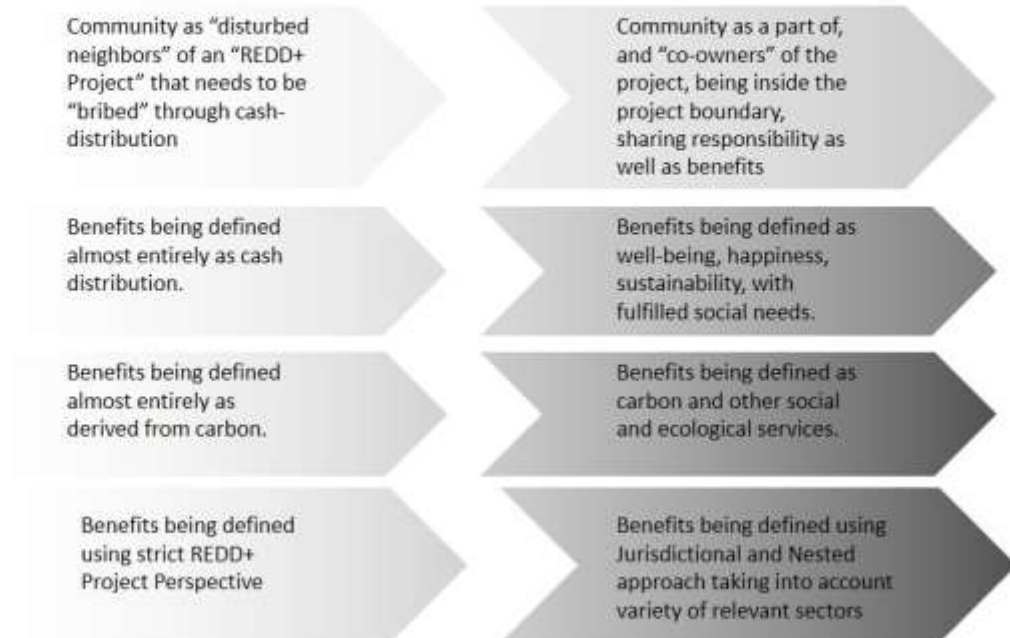 Community as “disturbed
neighbors” of an “REDD+
Project” that needs to be
“bribed” through cash-
distribution
Community as a part of,
and “co-owners” of the
project, being inside the
project boundary,
sharing responsibility as
well as benefits
Benefits being defined
almost entirely as cash
distribution.
Benefits being defined as
well-being, happiness,
sustainability, with
fulfilled social needs.
Benefits being defined
almost entirely as
derived from carbon.
Benefits being defined as
carbon and other social
and ecological services.
Benefits being defined
using strict REDD+
Project Perspective
Benefits being defined using
Jurisdictional and Nested
approach taking into account
variety of relevant sectors